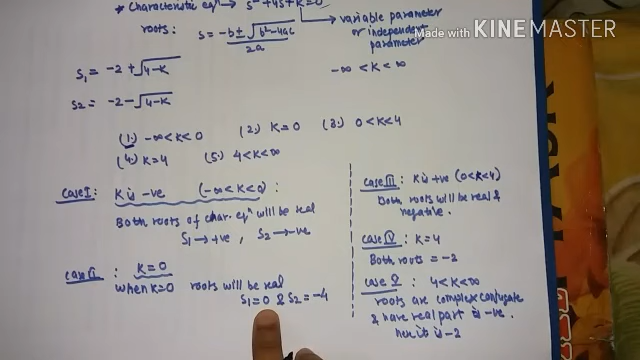 * Characteristic eqⁿ → s²+4s+K=0
roots: s = -b ± √b²-4ac / 2a
→ variable parameter or independent parameter
-∞ < K < ∞
S₁ = -2 + √4-K
S₂ = -2 - √4-K
(1.) -∞<K<0 (2.) K=0 (3.) 0<K<4
(4.) K=4 (5.) 4<K<∞
Case I: K is -ve (-∞<K<0) :
Both roots of char. eqⁿ will be real
S₁ → +ve , S₂ → -ve
Case II : K=0
when K=0 roots will be real
S₁=0 & S₂=-4
Case III: K is +ve (0<K<4)
Both roots will be real &
negative.
Case IV : K=4
Both roots = -2
Case V : 4<K<∞
roots are complex conjugate
& have real part is -ve.
here it is -2
Made with KINEMASTER